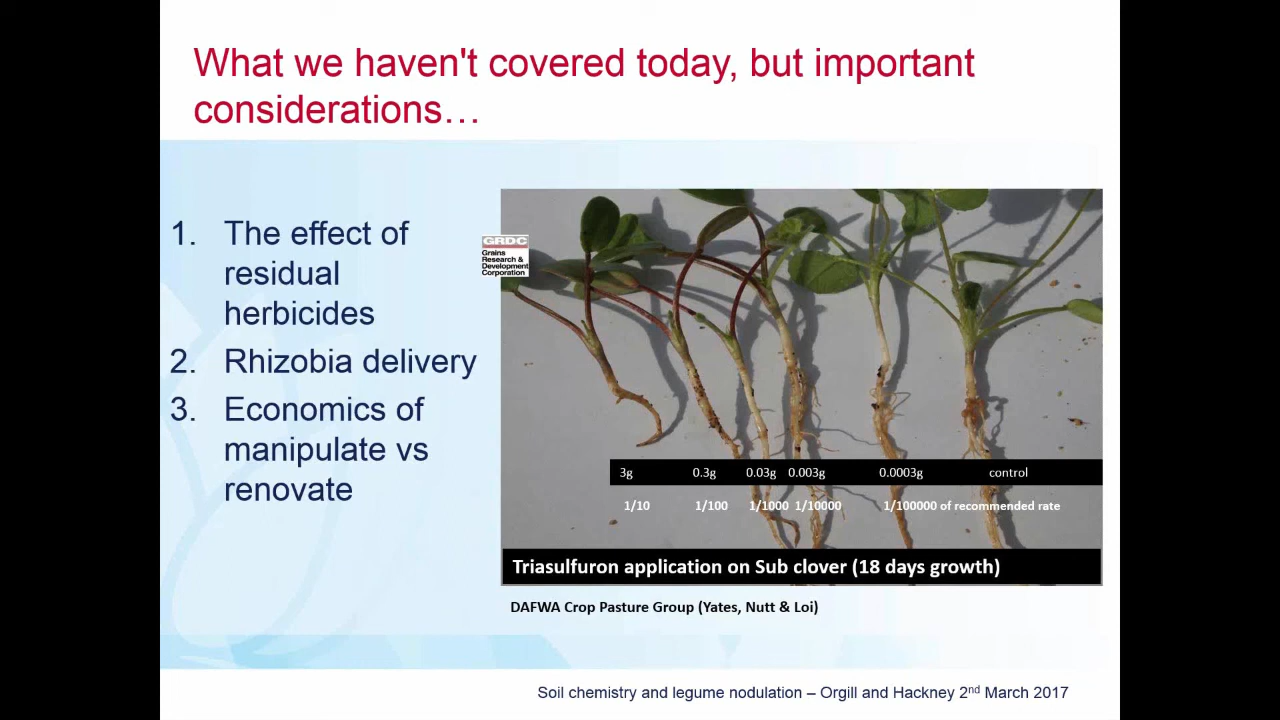 What we haven't covered today, but important
considerations…
1. The effect of
residual
herbicides
2. Rhizobia delivery
3. Economics of
manipulate vs
renovate
GRDC
Grains
Research &
Development
Corporation
3g 0.3g 0.03g 0.003g 0.0003g control
1/10 1/100 1/1000 1/10000 1/100000 of recommended rate
Triasulfuron application on Sub clover (18 days growth)
DAFWA Crop Pasture Group (Yates, Nutt & Loi)
Soil chemistry and legume nodulation – Orgill and Hackney 2nd March 2017